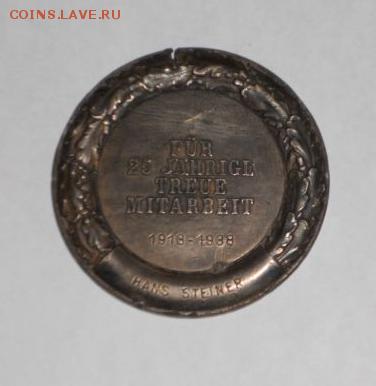 COINS.LAVE.RU
FÜR
25 JÄHRIGE
TREUE
MITARBEIT
1913-1938
HANS STEINER